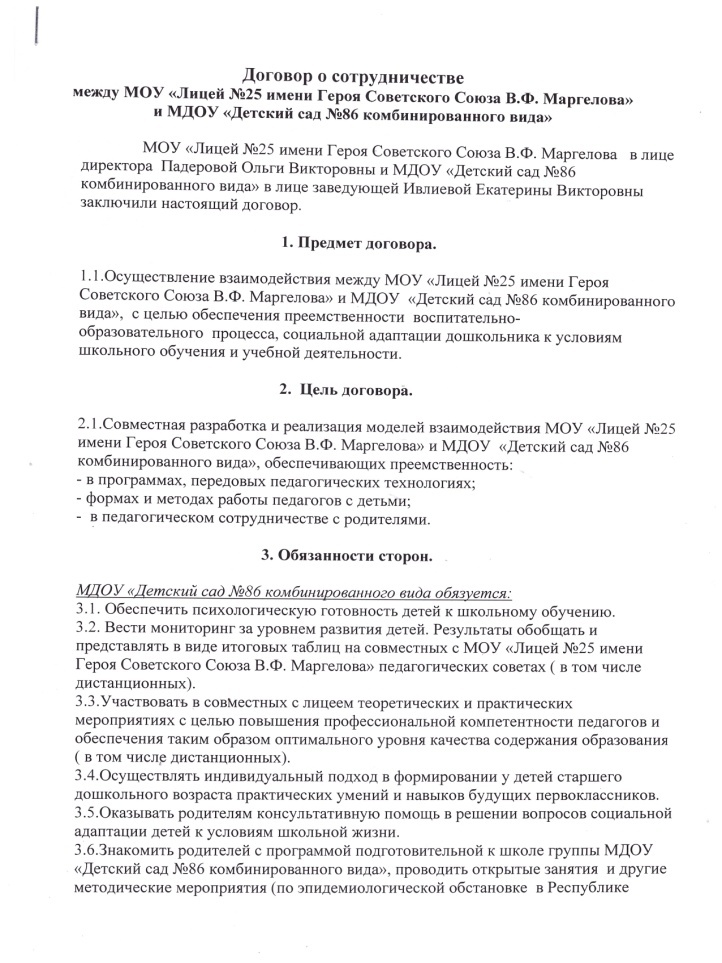 Договор о сотрудничестве
между МОУ «Лицей №25 имени Героя Советского Союза В.Ф. Маргелова»
и МДОУ «Детский сад №86 комбинированного вида»
МОУ «Лицей №25 имени Героя Советского Союза В.Ф. Маргелова в лице
директора Падеровой Ольги Викторовны и МДОУ «Детский сад №86
комбинированного вида» в лице заведующей Ивлиевой Екатерины Викторовны
заключили настоящий договор.
1. Предмет договора.
1.1.Осуществление взаимодействия между МОУ «Лицей №25 имени Героя
Советского Союза В.Ф. Маргелова» и МДОУ «Детский сад №86 комбинированного
вида», с целью обеспечения преемственности воспитательно-
образовательного процесса, социальной адаптации дошкольника к условиям
школьного обучения и учебной деятельности.
2. Цель договора.
2.1.Совместная разработка и реализация моделей взаимодействия МОУ «Лицей №25
имени Героя Советского Союза В.Ф. Маргелова» и МДОУ «Детский сад №86
комбинированного вида», обеспечивающих преемственность:
- в программах, передовых педагогических технологиях;
- формах и методах работы педагогов с детьми;
- в педагогическом сотрудничестве с родителями.
3. Обязанности сторон.
МДОУ «Детский сад №86 комбинированного вида обязуется:
3.1. Обеспечить психологическую готовность детей к школьному обучению.
3.2. Вести мониторинг за уровнем развития детей. Результаты обобщать и
представлять в виде итоговых таблиц на совместных с МОУ «Лицей №25 имени
Героя Советского Союза В.Ф. Маргелова» педагогических советах ( в том числе
дистанционных).
3.3.Участвовать в совместных с лицеем теоретических и практических
мероприятиях с целью повышения профессиональной компетентности педагогов и
обеспечения таким образом оптимального уровня качества содержания образования
( в том числе дистанционных).
3.4.Осуществлять индивидуальный подход в формировании у детей старшего
дошкольного возраста практических умений и навыков будущих первоклассников.
3.5.Оказывать родителям консультативную помощь в решении вопросов социальной
адаптации детей к условиям школьной жизни.
3.6.Знакомить родителей с программой подготовительной к школе группы МДОУ
«Детский сад №86 комбинированного вида», проводить открытые занятия и другие
методические мероприятия (по эпидемиологической обстановке в Республике